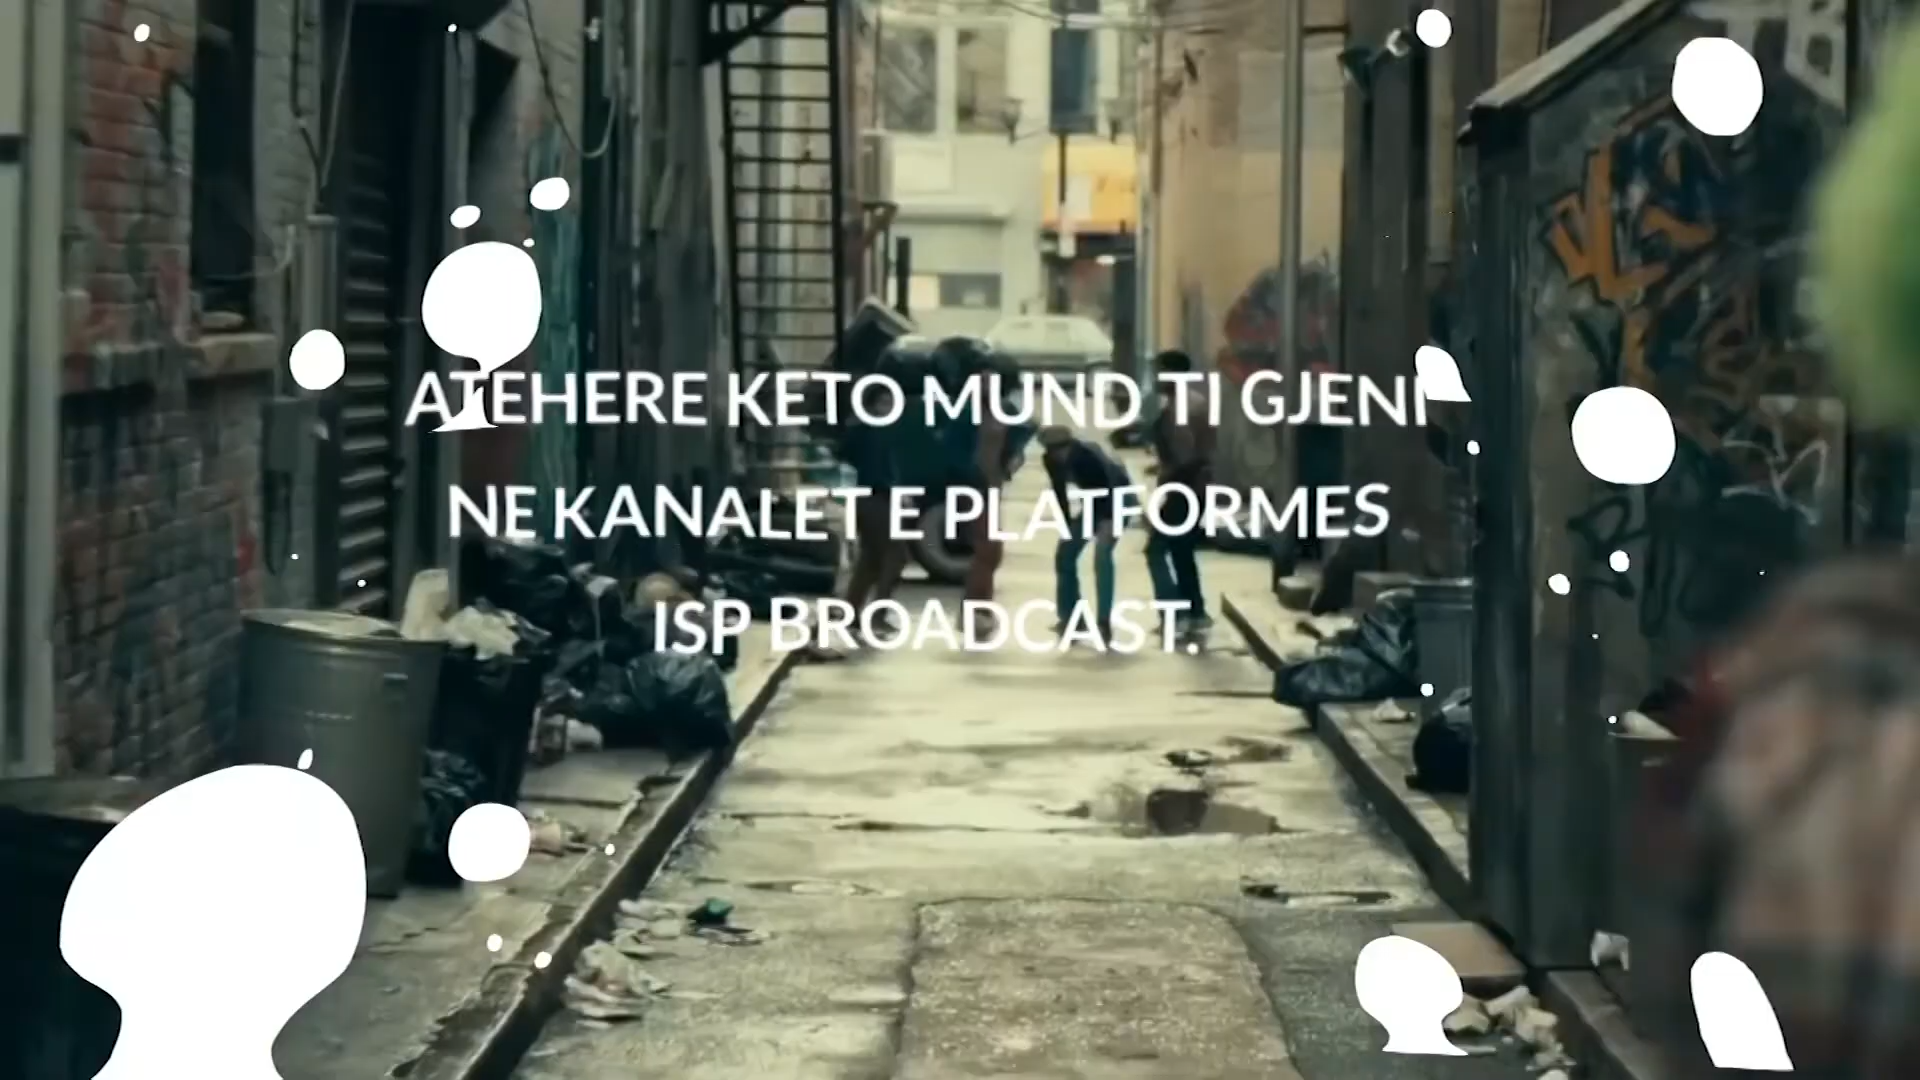 ATEHERE KETO MUND TI GJENI
NE KANALET E PLATFORMES
ISP BROADCAST.